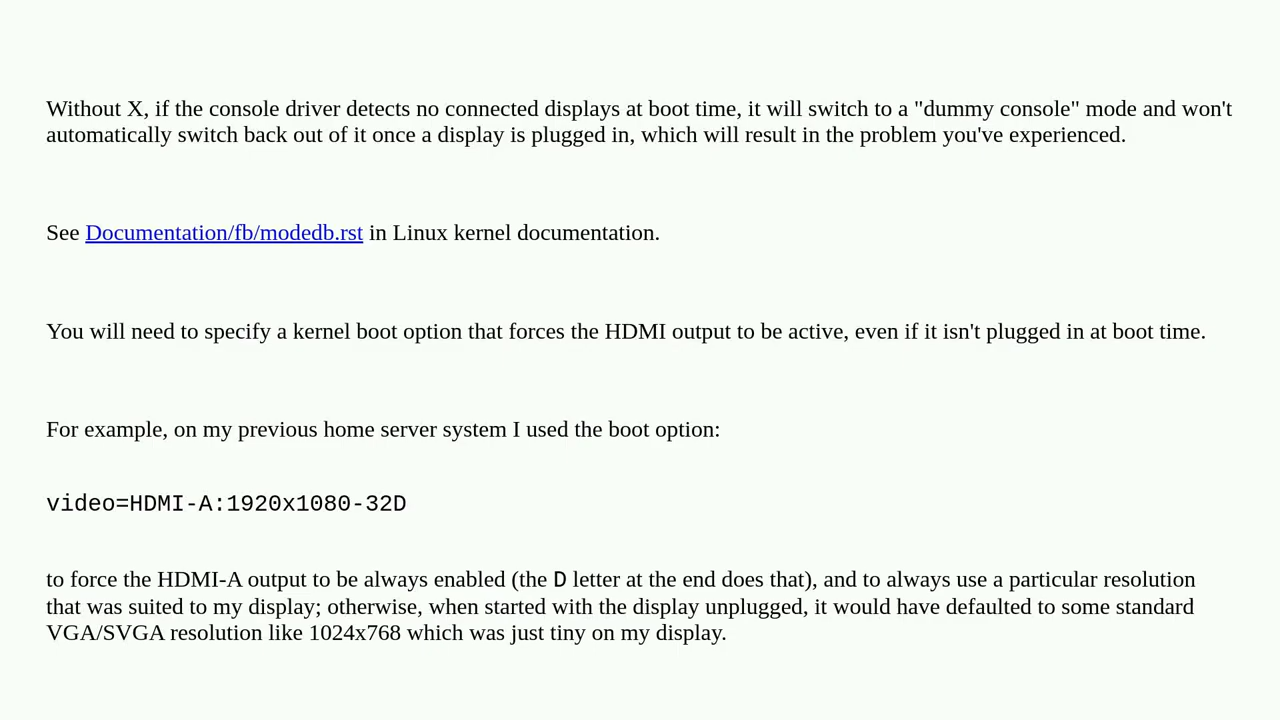 Without X, if the console driver detects no connected displays at boot time, it will switch to a "dummy console" mode and won't
automatically switch back out of it once a display is plugged in, which will result in the problem you've experienced.
See Documentation/fb/modedb.rst in Linux kernel documentation.
You will need to specify a kernel boot option that forces the HDMI output to be active, even if it isn't plugged in at boot time.
For example, on my previous home server system I used the boot option:
video=HDMI-A:1920x1080-32D
to force the HDMI-A output to be always enabled (the D letter at the end does that), and to always use a particular resolution
that was suited to my display; otherwise, when started with the display unplugged, it would have defaulted to some standard
VGA/SVGA resolution like 1024x768 which was just tiny on my display.